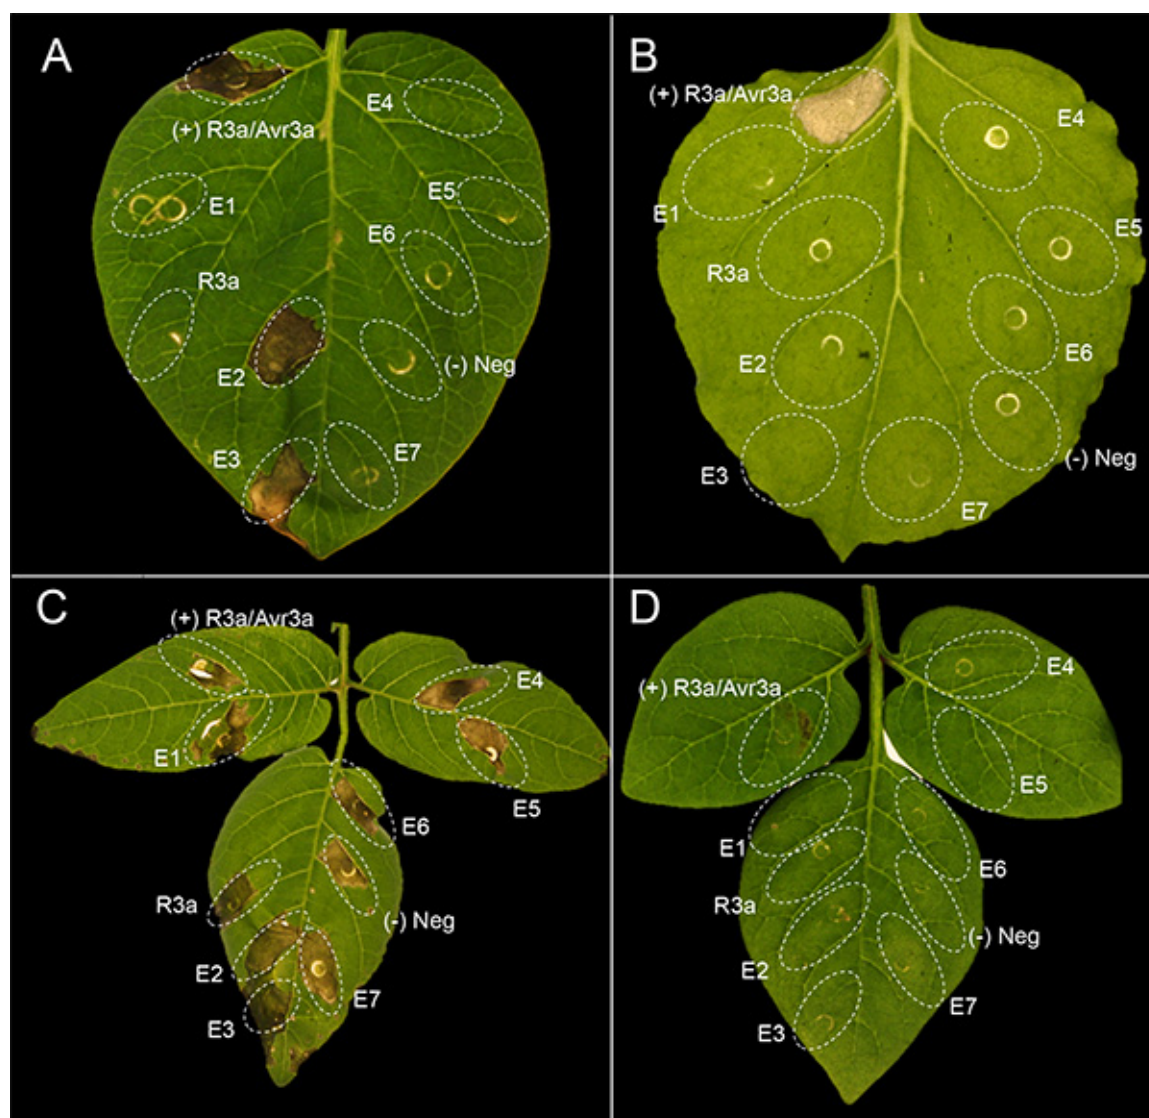 A
(+) R3a/Avr3a
E4
E1
E5
E6
R3a
E2
(-) Neg
E3
E7
B
(+) R3a/Avr3a
E4
E1
R3a
E5
E2
E6
E3
(-) Neg
E7
C
(+) R3a/Avr3a
E4
E1
E5
E6
R3a
(-) Neg
E2
E7
E3
D
(+) R3a/Avr3a
E4
E5
E1
E6
R3a
(-) Neg
E2
E7
E3